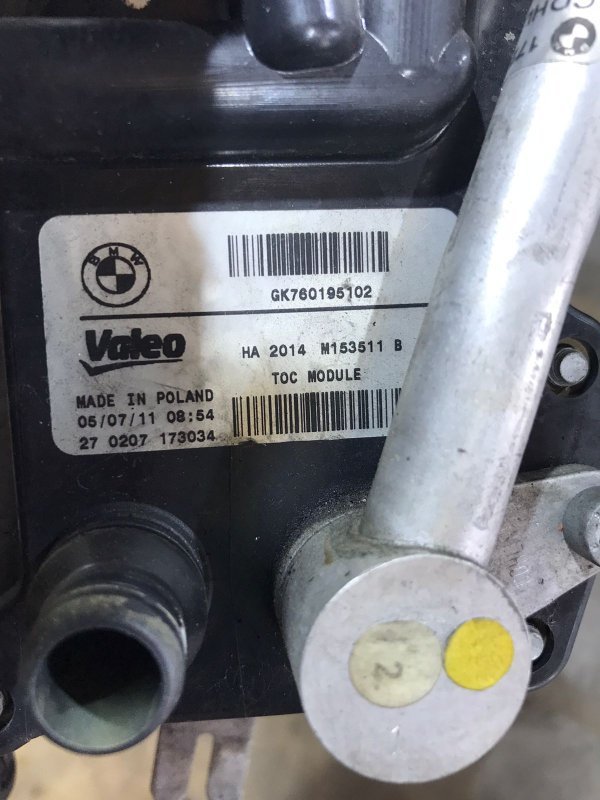 BMW
GK760195102
Valeo
HA 2014 M153511 B
TOC MODULE
MADE IN POLAND
05/07/11 08:54
27 0207 173034
2